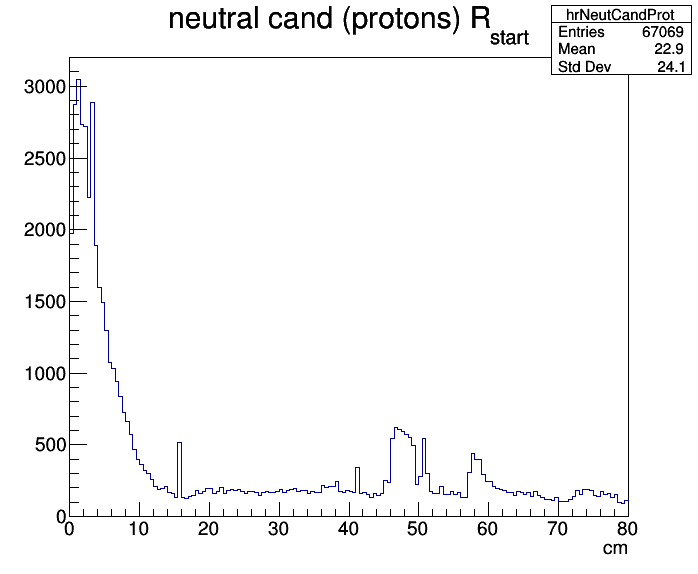 neutral cand (protons) R
start
hrNeutCandProt
Entries 67069
Mean 22.9
Std Dev 24.1
3000
2500
2000
1500
1000
500
0
0 10 20 30 40 50 60 70 80
cm